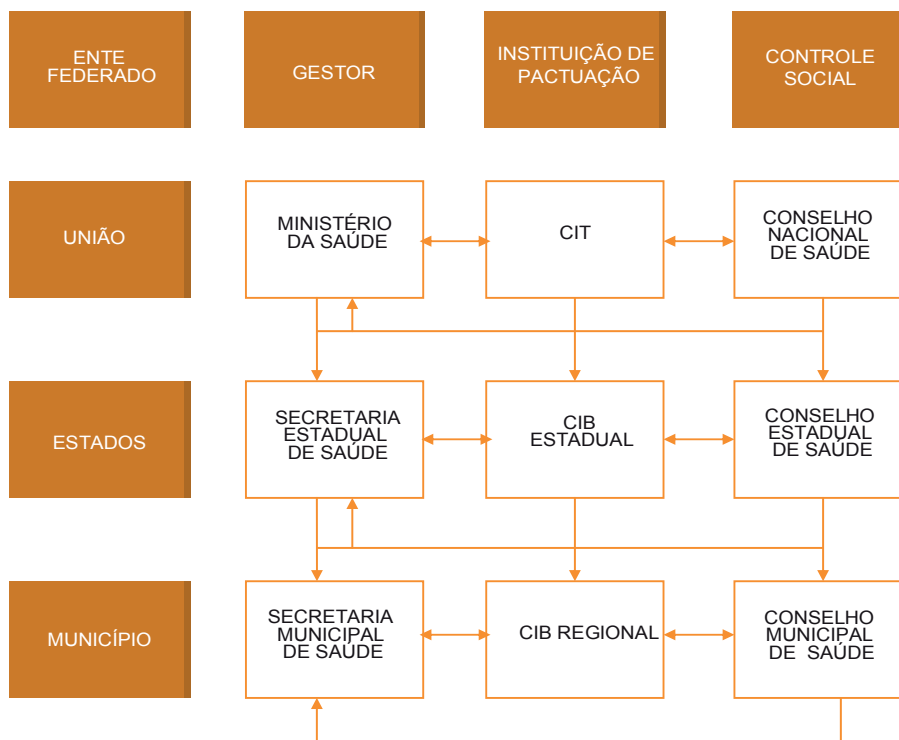 ENTE
FEDERADO
GESTOR
INSTITUIÇÃO DE
PACTUAÇÃO
CONTROLE
SOCIAL
UNIÃO
MINISTÉRIO
DA SAÚDE
CIT
CONSELHO
NACIONAL
DE SAÚDE
ESTADOS
SECRETARIA
ESTADUAL
DE SAÚDE
CIB
ESTADUAL
CONSELHO
ESTADUAL
DE SAÚDE
MUNICÍPIO
SECRETARIA
MUNICIPAL
DE SAÚDE
CIB REGIONAL
CONSELHO
MUNICIPAL
DE SAÚDE